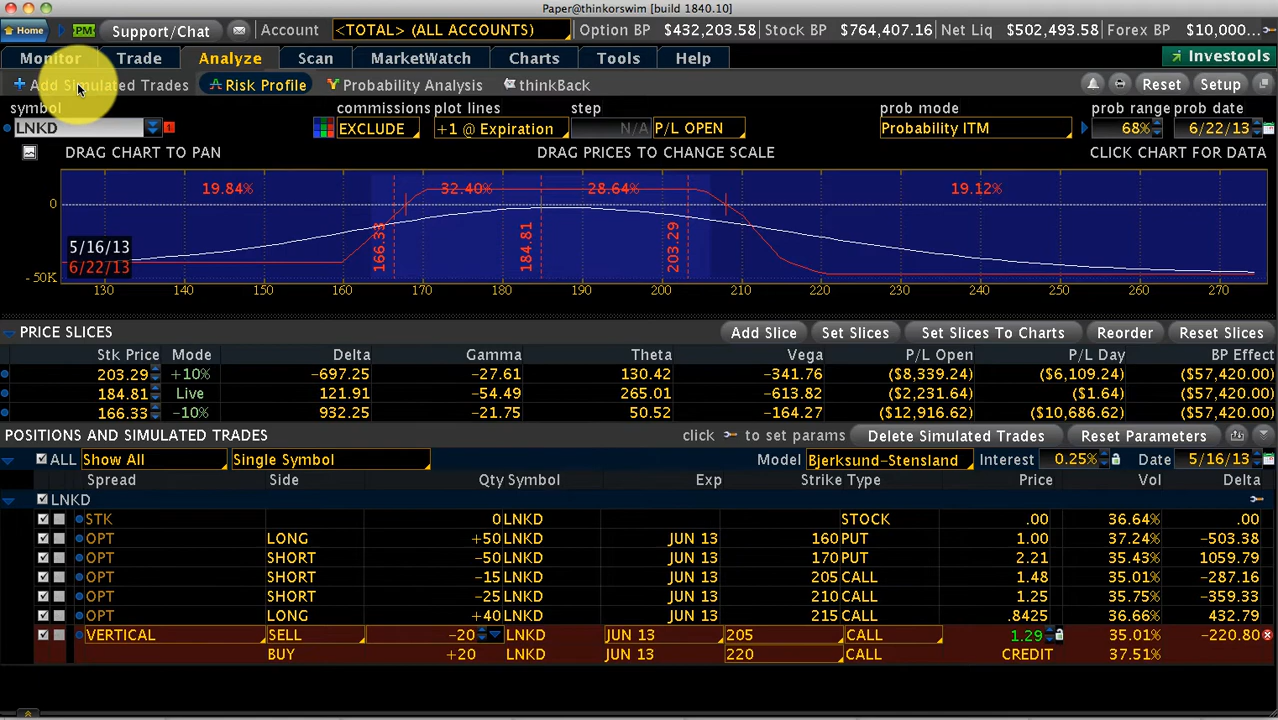 Paper@thinkorswim [build 1840.10]
Home PM Support/Chat Account <TOTAL> (ALL ACCOUNTS) Option BP $432,203.58 Stock BP $764,407.16 Net Liq $502,493.58 Forex BP $10,000...
Monitor Trade Analyze Scan MarketWatch Charts Tools Help Investools
Add Simulated Trades Risk Profile Probability Analysis thinkBack Reset Setup
symbol commissions plot lines step prob mode prob range prob date
LNKD 1 EXCLUDE +1 @ Expiration N/A P/L OPEN Probability ITM 68% 6/22/13
DRAG CHART TO PAN DRAG PRICES TO CHANGE SCALE CLICK CHART FOR DATA
19.84% 32.40% 28.64% 19.12%
0
166.33 184.81 203.29
5/16/13
6/22/13
-50K
130 140 150 160 170 180 190 200 210 220 230 240 250 260 270
PRICE SLICES Add Slice Set Slices Set Slices To Charts Reorder Reset Slices
Stk Price Mode Delta Gamma Theta Vega P/L Open P/L Day BP Effect
203.29 +10% -697.25 -27.61 130.42 -341.76 ($8,339.24) ($6,109.24) ($57,420.00)
184.81 Live 121.91 -54.49 265.01 -613.82 ($2,231.64) ($1.64) ($57,420.00)
166.33 -10% 932.25 -21.75 50.52 -164.27 ($12,916.62) ($10,686.62) ($57,420.00)
POSITIONS AND SIMULATED TRADES click to set params Delete Simulated Trades Reset Parameters
ALL Show All Single Symbol Model Bjerksund-Stensland Interest 0.25% Date 5/16/13
Spread Side Qty Symbol Exp Strike Type Price Vol Delta
LNKD
STK 0 LNKD STOCK .00 36.64% .00
OPT LONG +50 LNKD JUN 13 160 PUT 1.00 37.24% -503.38
OPT SHORT -50 LNKD JUN 13 170 PUT 2.21 35.43% 1059.79
OPT SHORT -15 LNKD JUN 13 205 CALL 1.48 35.01% -287.16
OPT SHORT -25 LNKD JUN 13 210 CALL 1.25 35.75% -359.33
OPT LONG +40 LNKD JUN 13 215 CALL .8425 36.66% 432.79
VERTICAL SELL -20 LNKD JUN 13 205 CALL 1.29 35.01% -220.80
BUY +20 LNKD JUN 13 220 CALL CREDIT 37.51%